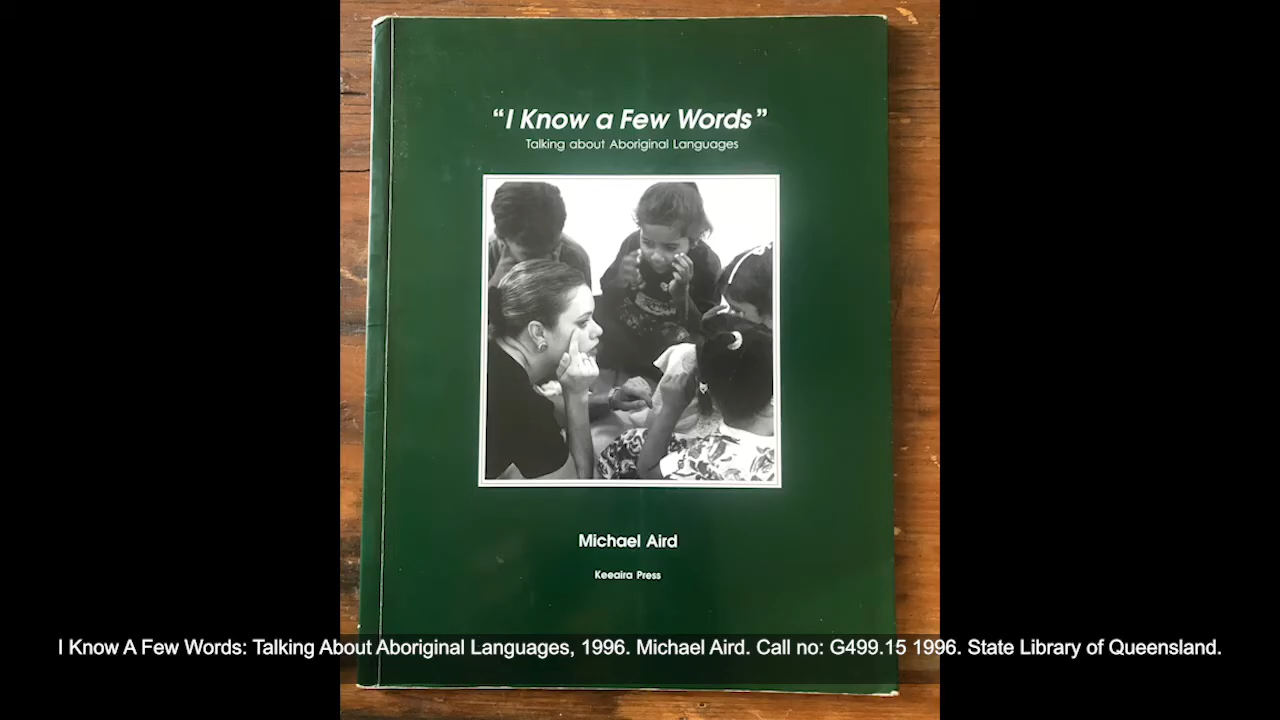 “I Know a Few Words”
Talking about Aboriginal Languages
Michael Aird
Keeaira Press
I Know A Few Words: Talking About Aboriginal Languages, 1996. Michael Aird. Call no: G499.15 1996. State Library of Queensland.